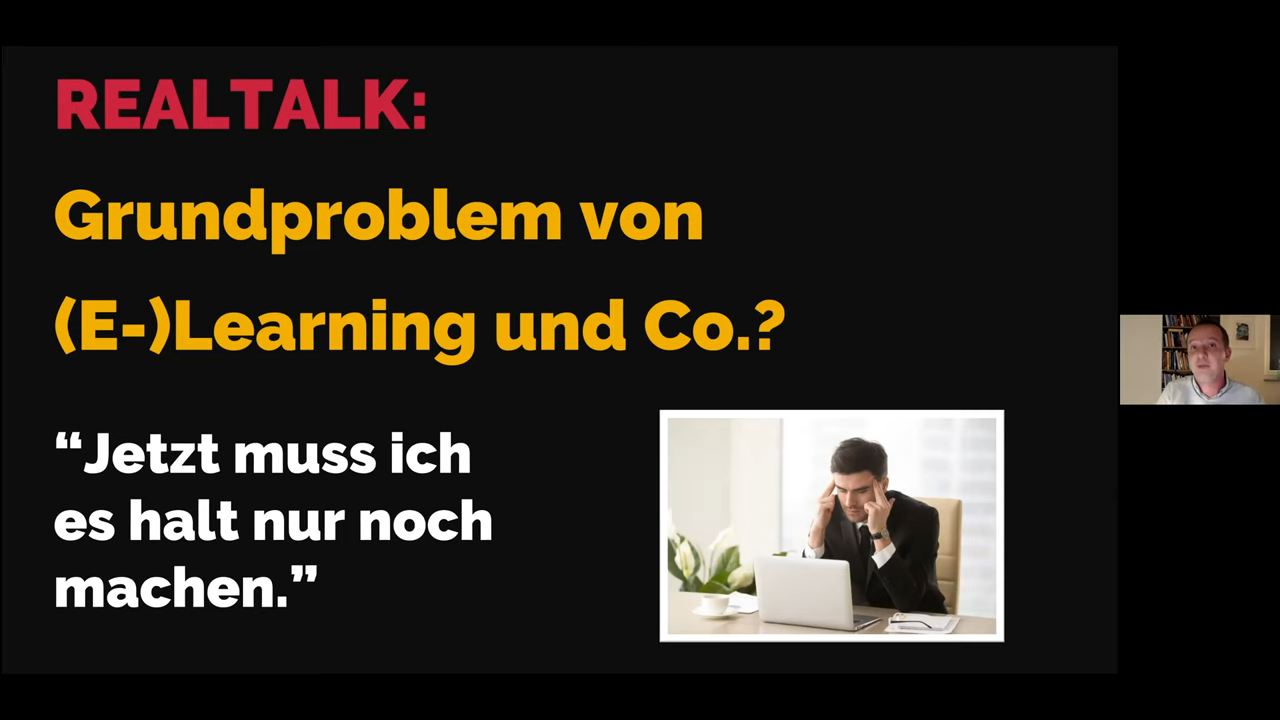 REALTALK:
Grundproblem von
(E-)Learning und Co.?
“Jetzt muss ich
es halt nur noch
machen.”